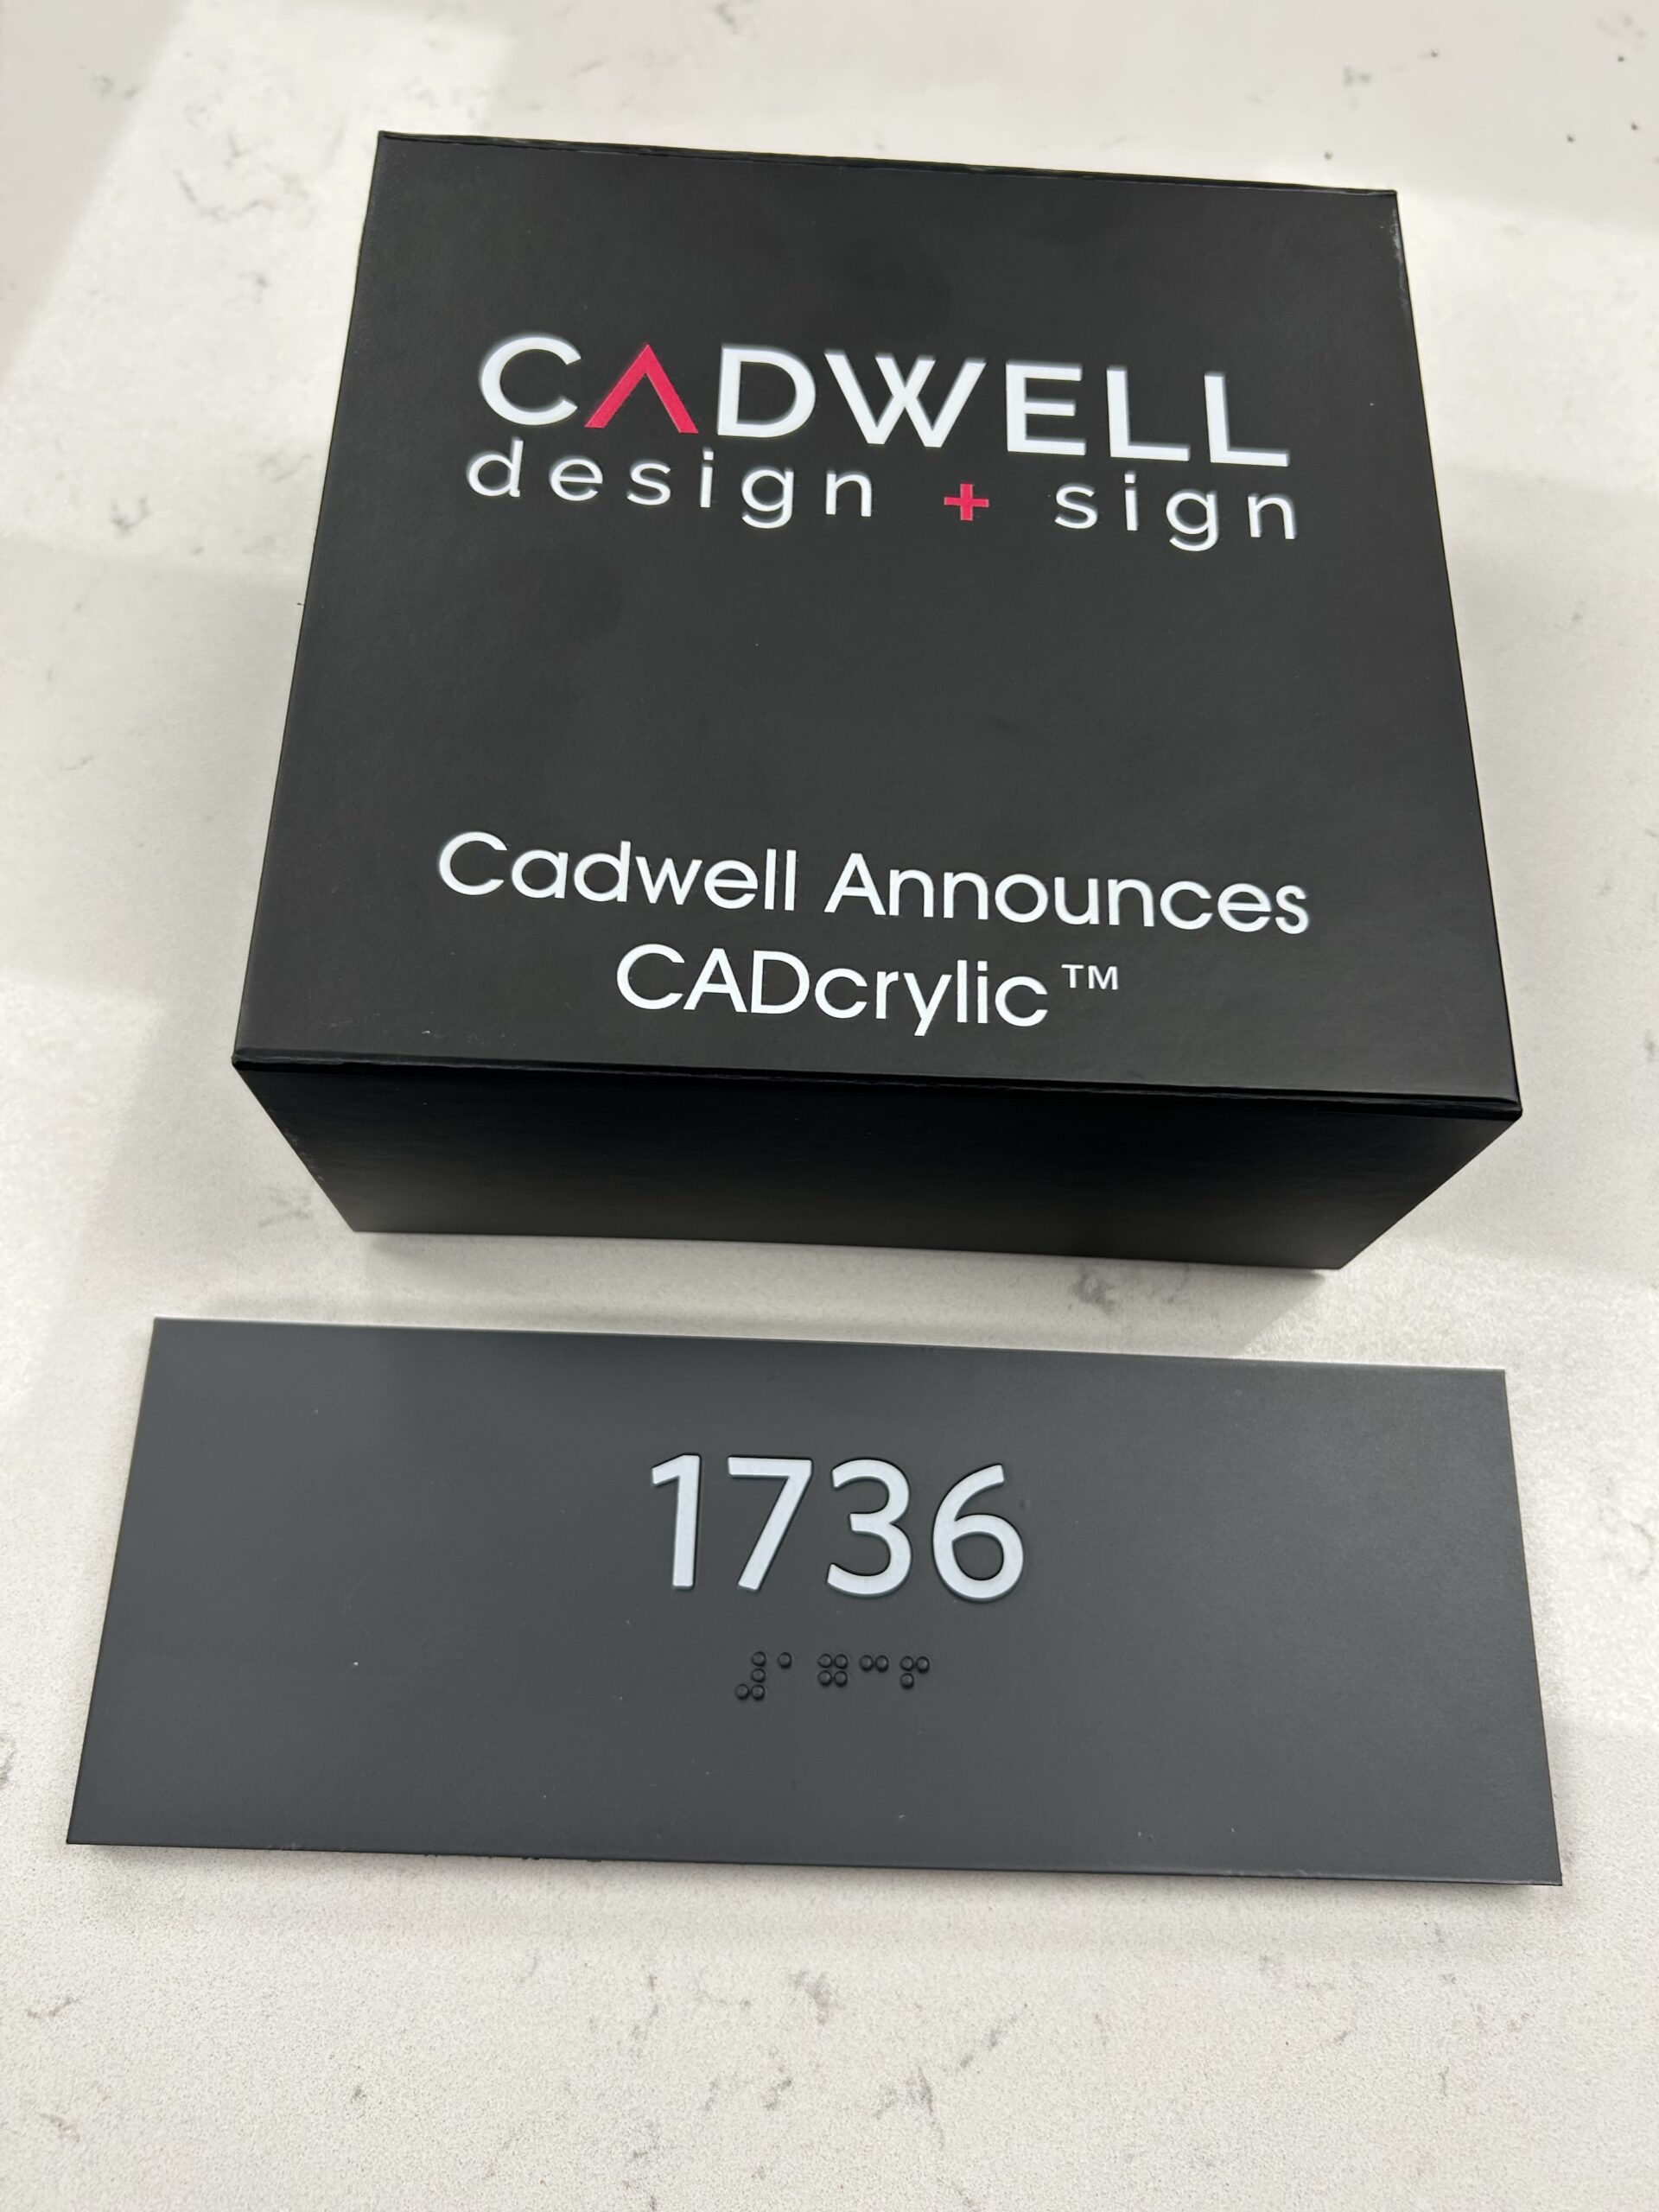 CADWELL
design + sign
Cadwell Announces
CADcrylic™
1736
⠼⠁⠛⠉⠋